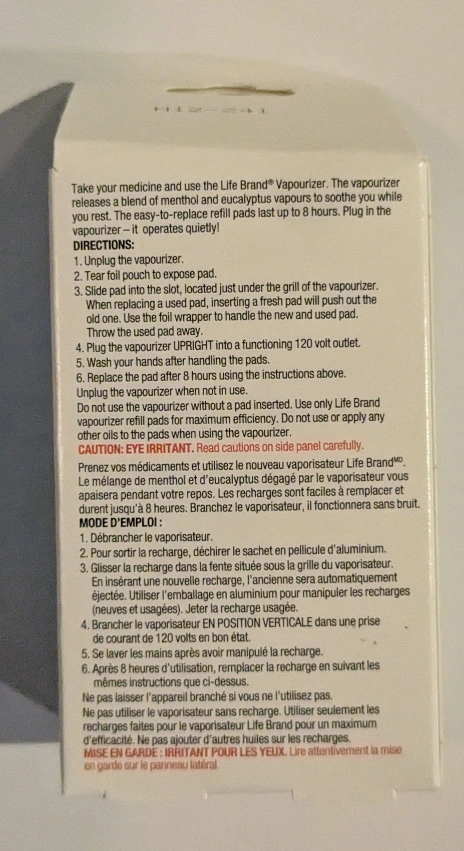 H12-241
Take your medicine and use the Life Brand® Vapourizer. The vapourizer
releases a blend of menthol and eucalyptus vapours to soothe you while
you rest. The easy-to-replace refill pads last up to 8 hours. Plug in the
vapourizer – it operates quietly!
DIRECTIONS:
1. Unplug the vapourizer.
2. Tear foil pouch to expose pad.
3. Slide pad into the slot, located just under the grill of the vapourizer.
When replacing a used pad, inserting a fresh pad will push out the
old one. Use the foil wrapper to handle the new and used pad.
Throw the used pad away.
4. Plug the vapourizer UPRIGHT into a functioning 120 volt outlet.
5. Wash your hands after handling the pads.
6. Replace the pad after 8 hours using the instructions above.
Unplug the vapourizer when not in use.
Do not use the vapourizer without a pad inserted. Use only Life Brand
vapourizer refill pads for maximum efficiency. Do not use or apply any
other oils to the pads when using the vapourizer.
CAUTION: EYE IRRITANT. Read cautions on side panel carefully.
Prenez vos médicaments et utilisez le nouveau vaporisateur Life Brandᴹᴰ.
Le mélange de menthol et d'eucalyptus dégagé par le vaporisateur vous
apaisera pendant votre repos. Les recharges sont faciles à remplacer et
durent jusqu'à 8 heures. Branchez le vaporisateur, il fonctionnera sans bruit.
MODE D'EMPLOI :
1. Débrancher le vaporisateur.
2. Pour sortir la recharge, déchirer le sachet en pellicule d'aluminium.
3. Glisser la recharge dans la fente située sous la grille du vaporisateur.
En insérant une nouvelle recharge, l'ancienne sera automatiquement
éjectée. Utiliser l'emballage en aluminium pour manipuler les recharges
(neuves et usagées). Jeter la recharge usagée.
4. Brancher le vaporisateur EN POSITION VERTICALE dans une prise
de courant de 120 volts en bon état.
5. Se laver les mains après avoir manipulé la recharge.
6. Après 8 heures d'utilisation, remplacer la recharge en suivant les
mêmes instructions que ci-dessus.
Ne pas laisser l'appareil branché si vous ne l'utilisez pas.
Ne pas utiliser le vaporisateur sans recharge. Utiliser seulement les
recharges faites pour le vaporisateur Life Brand pour un maximum
d'efficacité. Ne pas ajouter d'autres huiles sur les recharges.
MISE EN GARDE : IRRITANT POUR LES YEUX. Lire attentivement la mise
en garde sur le panneau latéral.